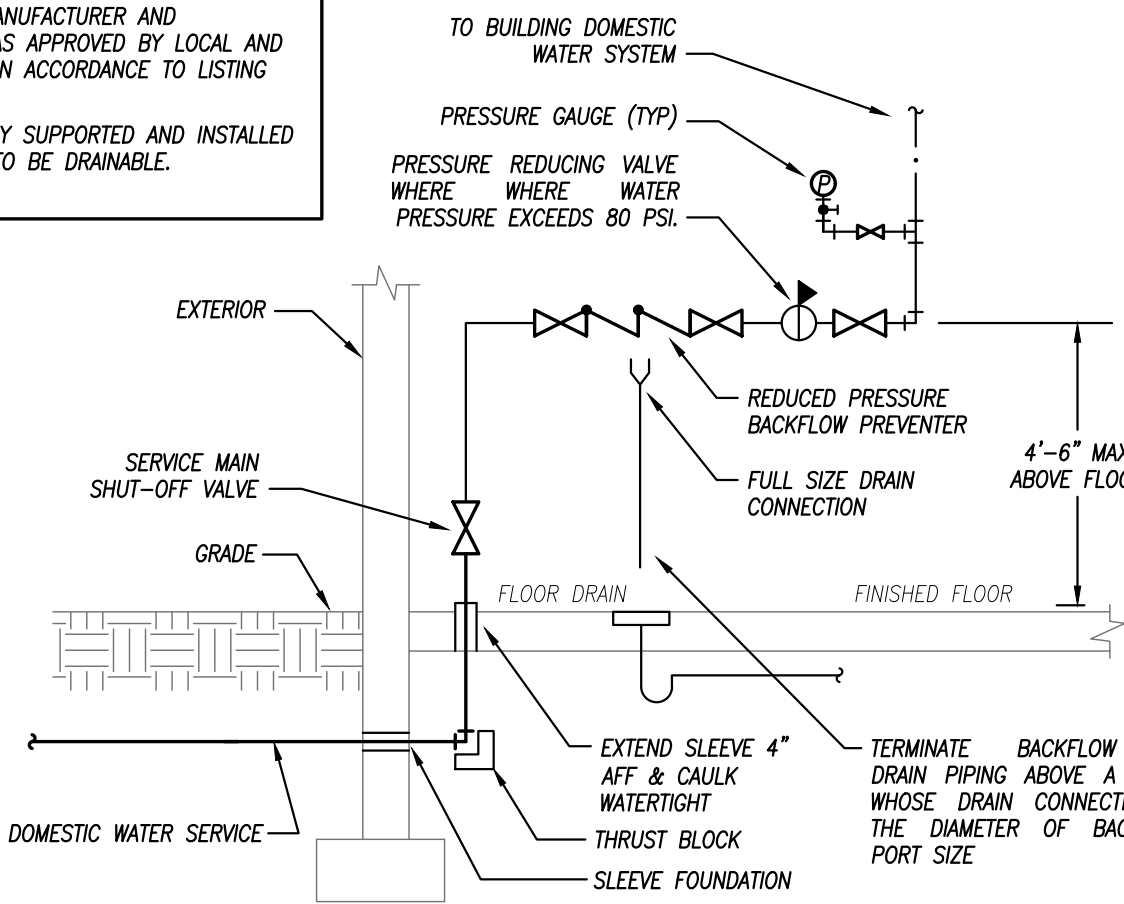 ANUFACTURER AND
AS APPROVED BY LOCAL AND
N ACCORDANCE TO LISTING
Y SUPPORTED AND INSTALLED
TO BE DRAINABLE.
TO BUILDING DOMESTIC
WATER SYSTEM
PRESSURE GAUGE (TYP)
P
PRESSURE REDUCING VALVE
WHERE WHERE WATER
PRESSURE EXCEEDS 80 PSI.
EXTERIOR
REDUCED PRESSURE
BACKFLOW PREVENTER
4'-6" MAX
ABOVE FLOO
SERVICE MAIN
SHUT-OFF VALVE
FULL SIZE DRAIN
CONNECTION
GRADE
FLOOR DRAIN
FINISHED FLOOR
EXTEND SLEEVE 4"
AFF & CAULK
WATERTIGHT
TERMINATE BACKFLOW
DRAIN PIPING ABOVE A
WHOSE DRAIN CONNECTI
THE DIAMETER OF BAC
PORT SIZE
DOMESTIC WATER SERVICE
THRUST BLOCK
SLEEVE FOUNDATION